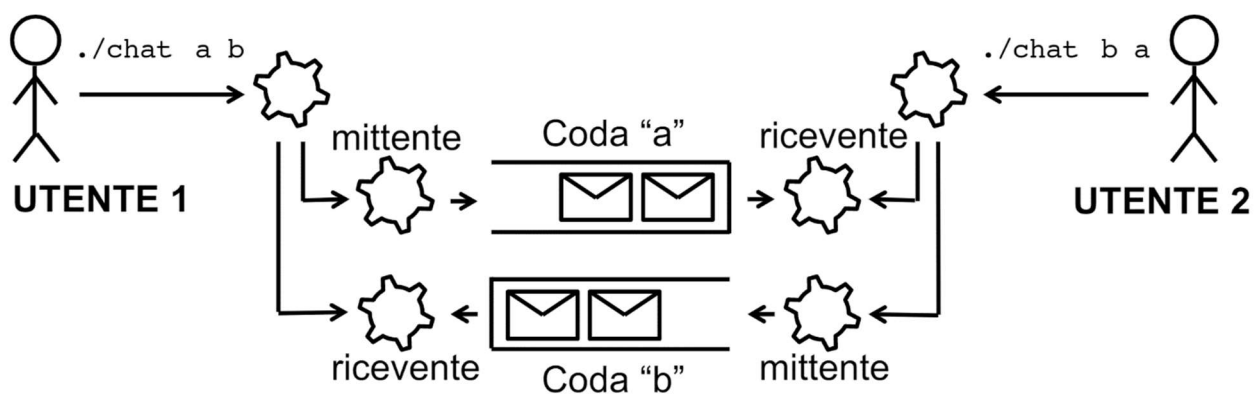 ./chat a b
./chat b a
mittente
Coda “a”
ricevente
UTENTE 1
UTENTE 2
ricevente
Coda “b”
mittente